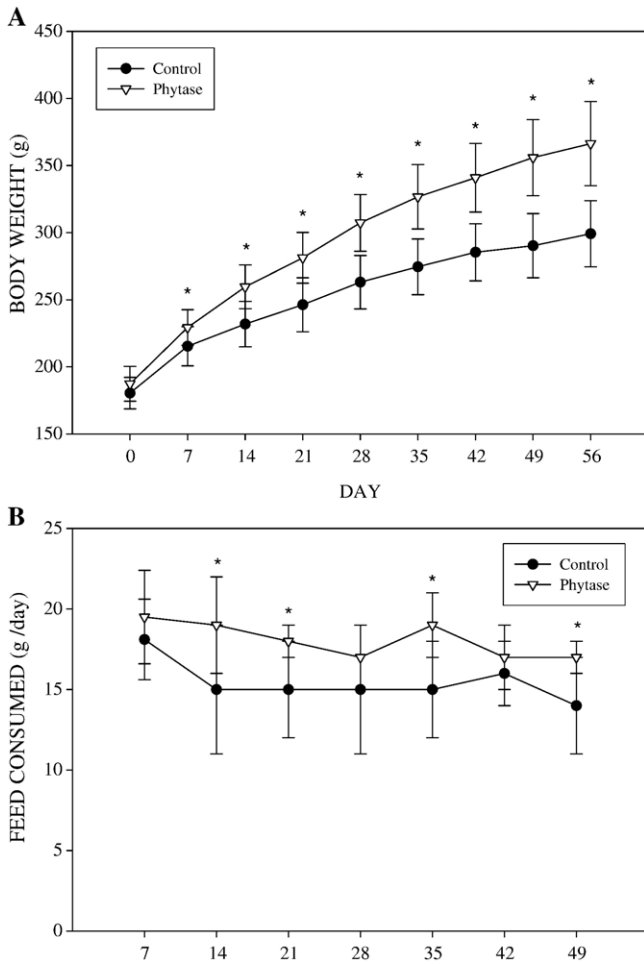 A
450
400
350
300
250
200
150
BODY WEIGHT (g)
Control
Phytase
* * * * * * * *
0 7 14 21 28 35 42 49 56
DAY
B
25
20
15
10
5
0
FEED CONSUMED (g /day)
Control
Phytase
* * * *
7 14 21 28 35 42 49